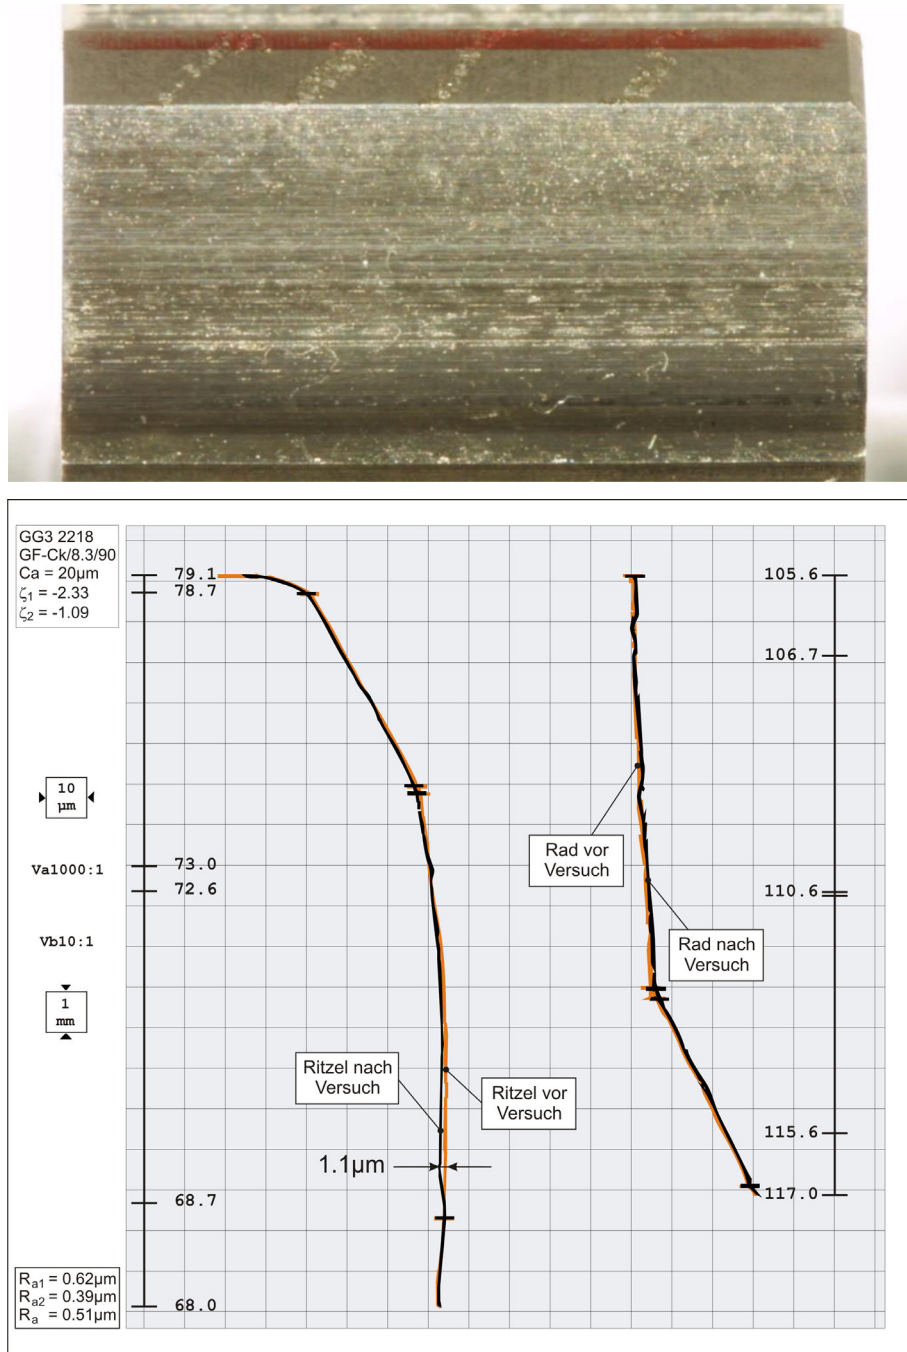 GG3 2218
GF-Ck/8.3/90
Ca = 20µm
ζ1 = -2.33
ζ2 = -1.09
79.1
78.7
105.6
106.7
10
µm
Va1000:1
73.0
72.6
Rad vor
Versuch
110.6
Vb10:1
Rad nach
Versuch
1
mm
Ritzel nach
Versuch
Ritzel vor
Versuch
115.6
1.1µm
68.7
117.0
Ra1 = 0.62µm
Ra2 = 0.39µm
Ra = 0.51µm
68.0